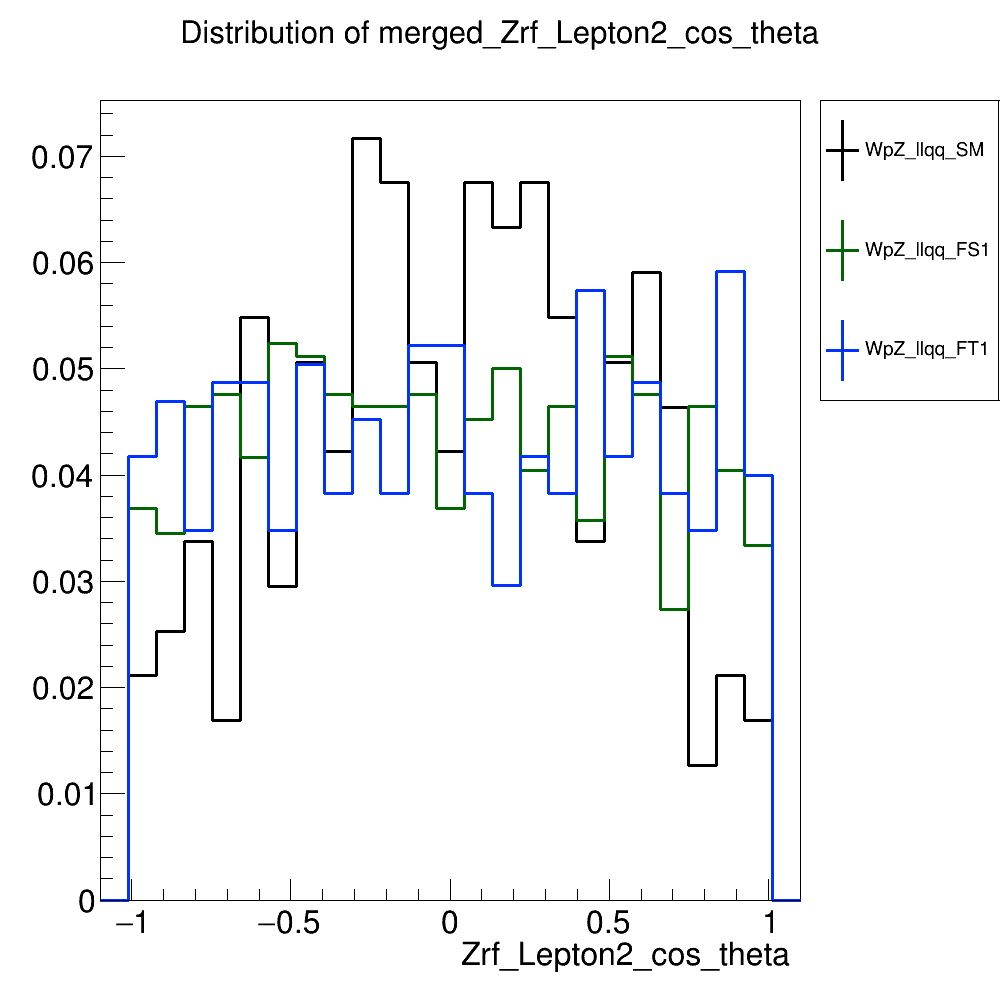 Distribution of merged_Zrf_Lepton2_cos_theta
0.07
0.06
0.05
0.04
0.03
0.02
0.01
0
−1 −0.5 0 0.5 1
Zrf_Lepton2_cos_theta
WpZ_llqq_SM
WpZ_llqq_FS1
WpZ_llqq_FT1